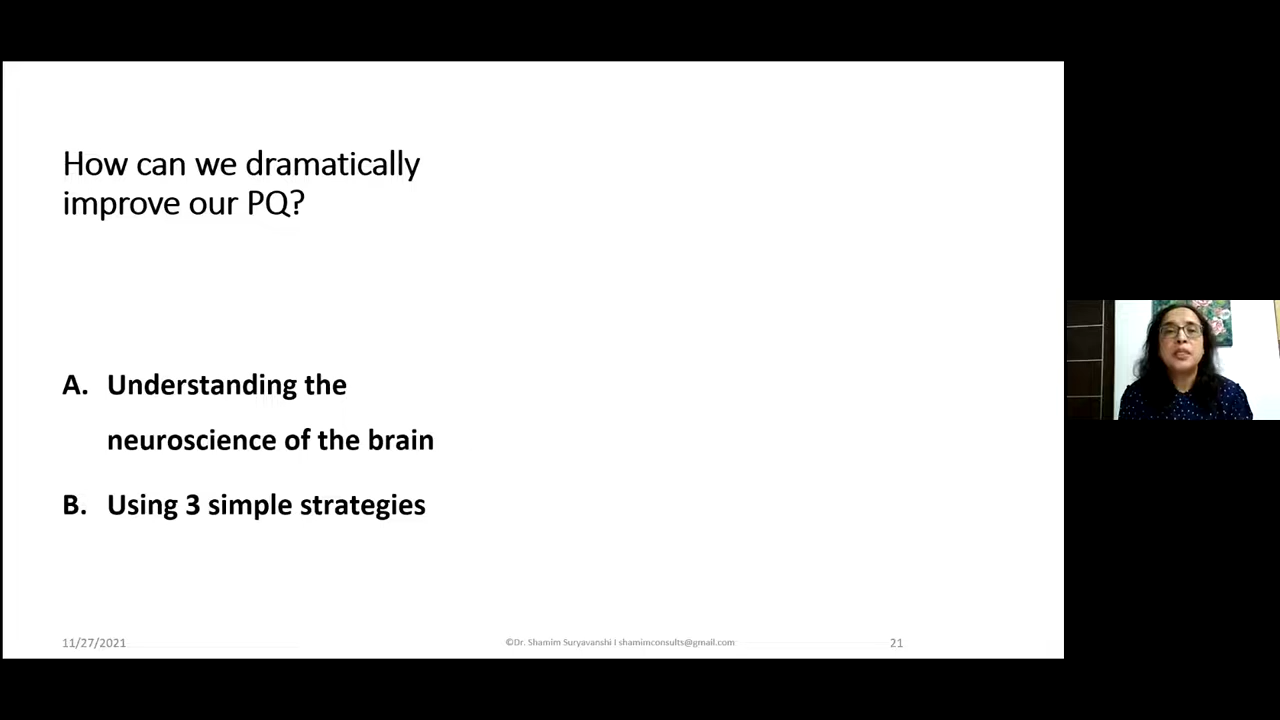 How can we dramatically
improve our PQ?
A. Understanding the
neuroscience of the brain
B. Using 3 simple strategies
11/27/2021
©Dr. Shamim Suryavanshi I shamimconsults@gmail.com
21